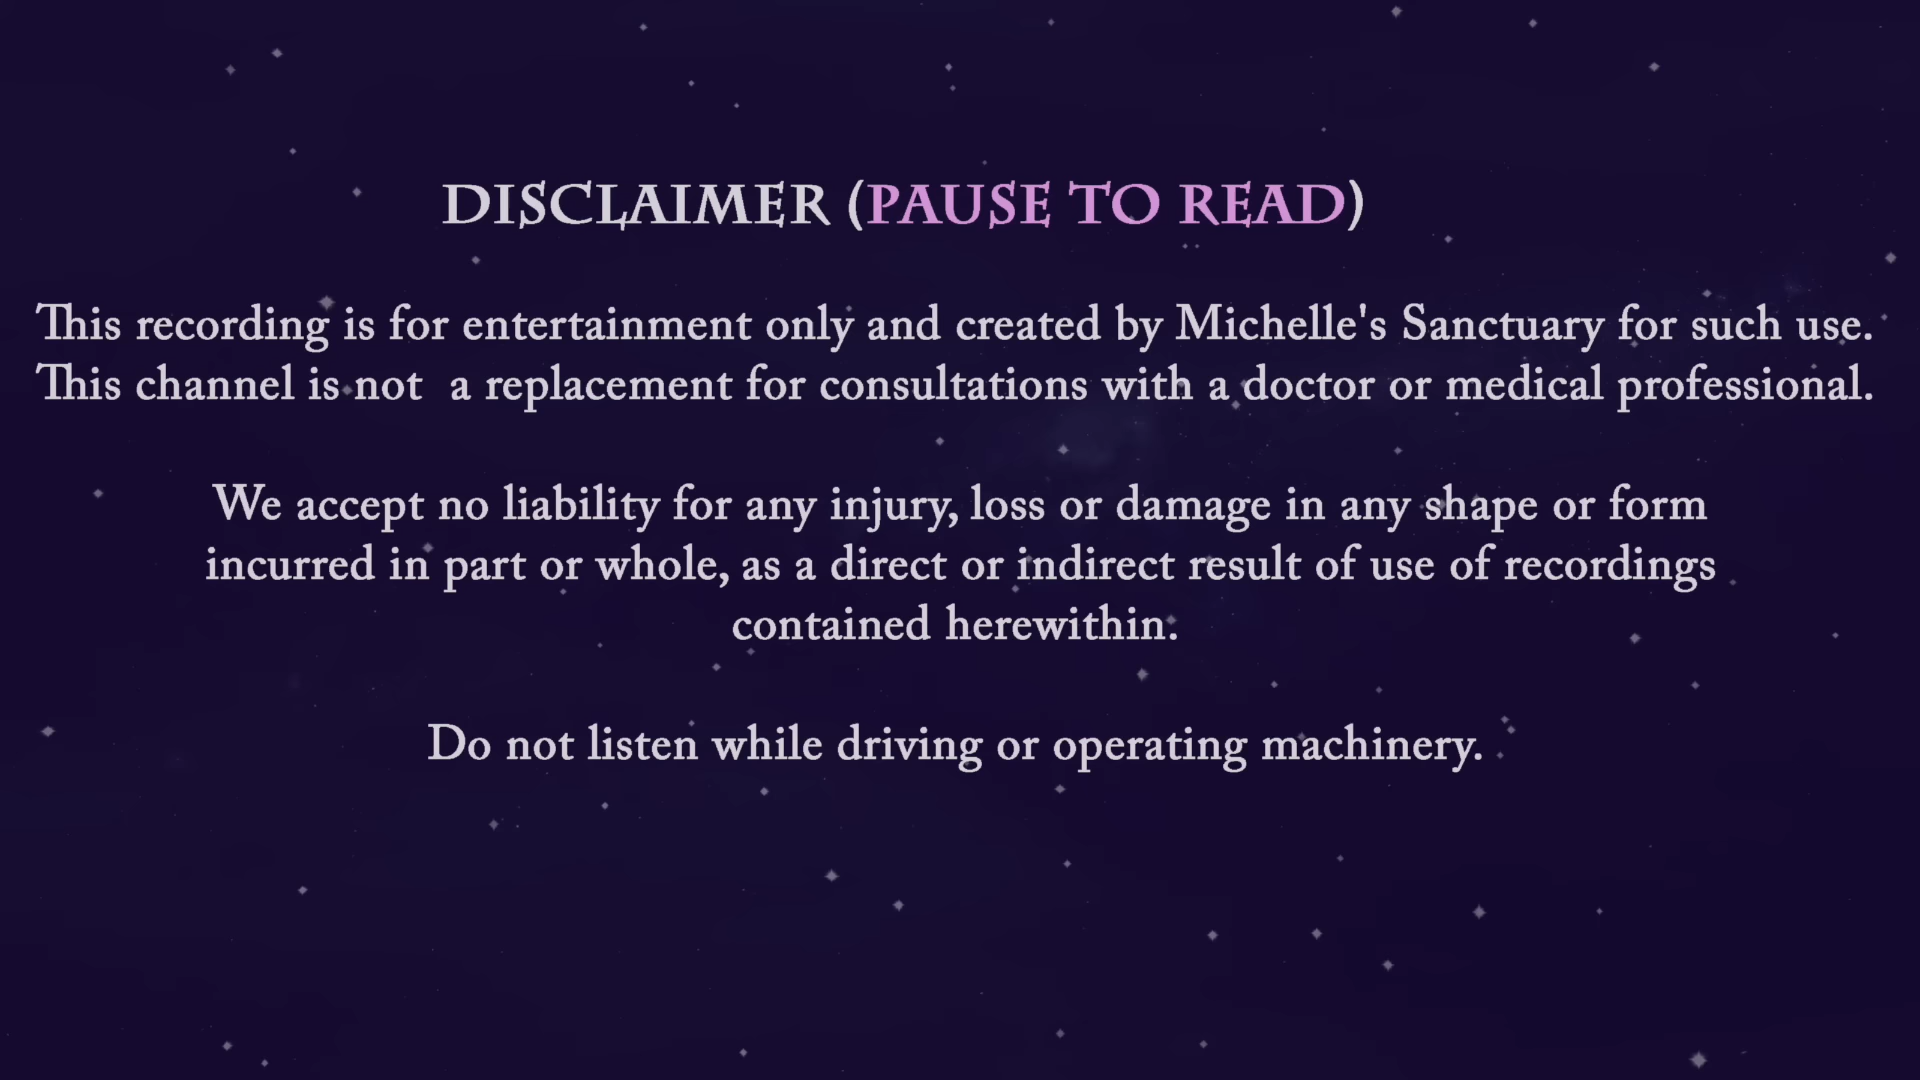 DISCLAIMER (PAUSE TO READ)
This recording is for entertainment only and created by Michelle's Sanctuary for such use.
This channel is not  a replacement for consultations with a doctor or medical professional.
We accept no liability for any injury, loss or damage in any shape or form
incurred in part or whole, as a direct or indirect result of use of recordings
contained herewithin.
Do not listen while driving or operating machinery.